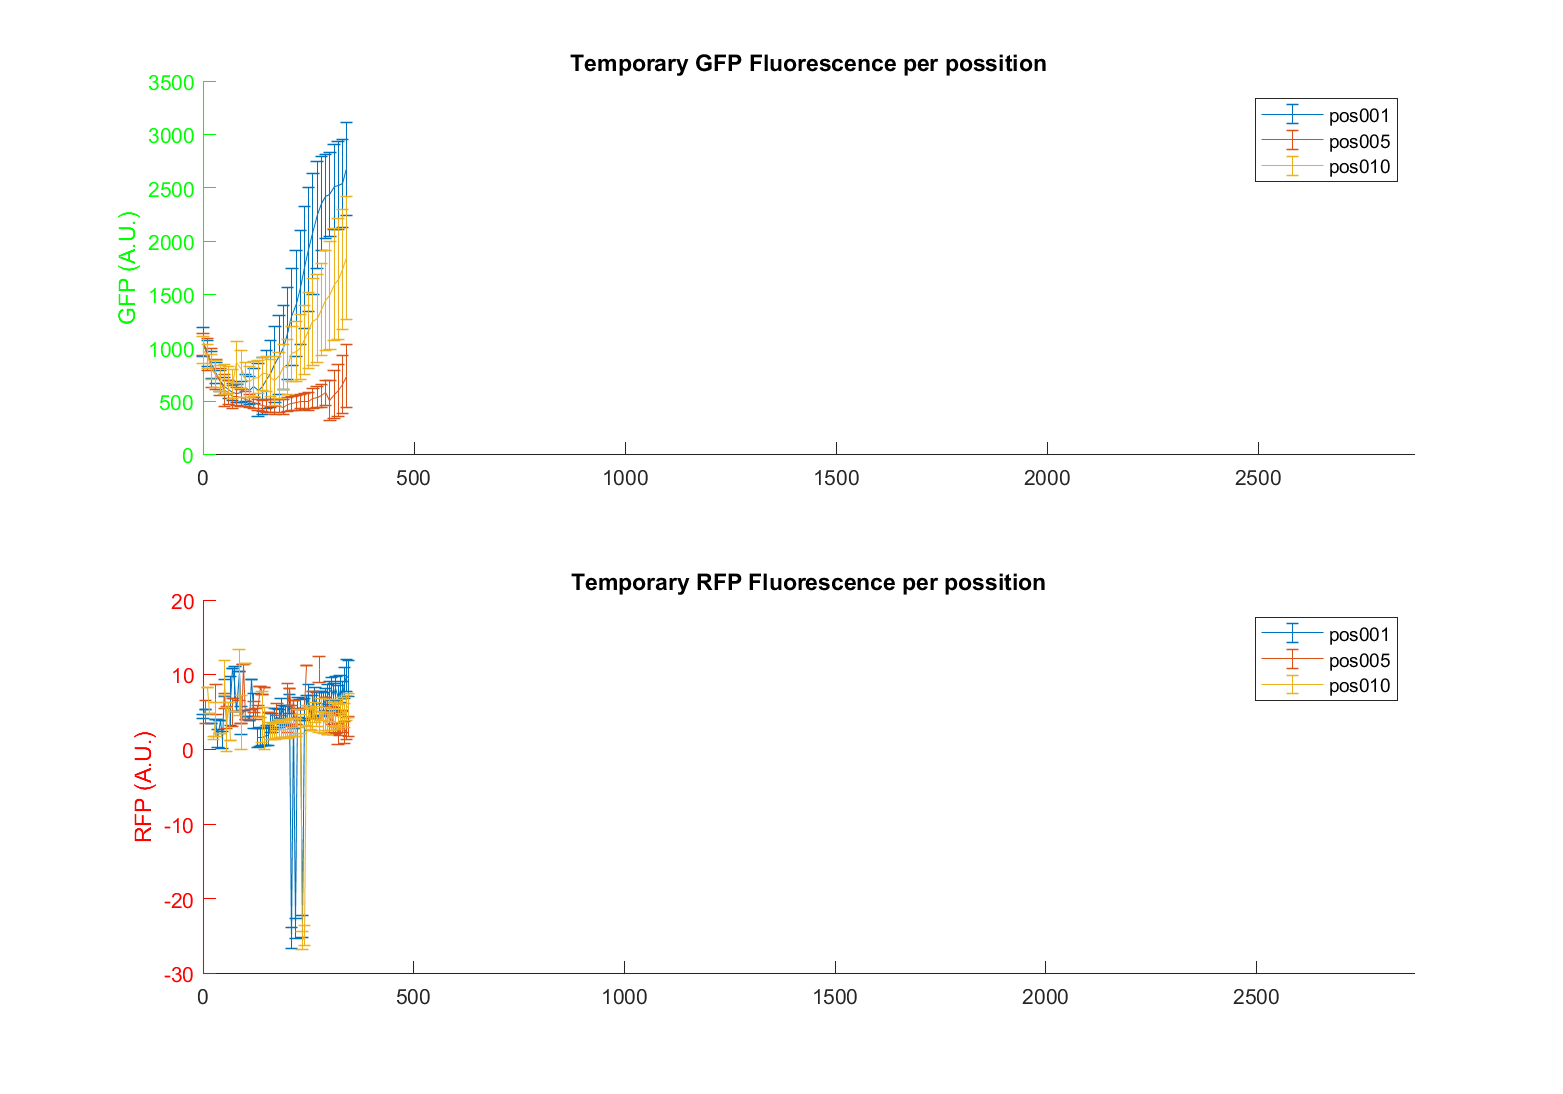 Temporary GFP Fluorescence per possition
3500
3000
2500
2000
1500
1000
500
0
GFP (A.U.)
pos001
pos005
pos010
0 500 1000 1500 2000 2500
Temporary RFP Fluorescence per possition
20
10
0
-10
-20
-30
RFP (A.U.)
pos001
pos005
pos010
0 500 1000 1500 2000 2500